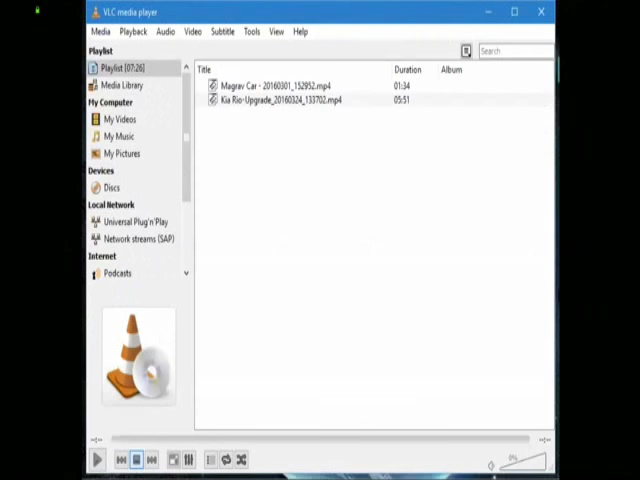 VLC media player
Media Playback Audio Video Subtitle Tools View Help
Playlist
Search
Playlist [07:26]
Media Library
My Computer
My Videos
My Music
My Pictures
Devices
Discs
Local Network
Universal Plug'n'Play
Network streams (SAP)
Internet
Podcasts
Title Duration Album
Magrav Car - 20160301_152952.mp4 01:34
Kia Rio-Upgrade_20160324_133702.mp4 05:51